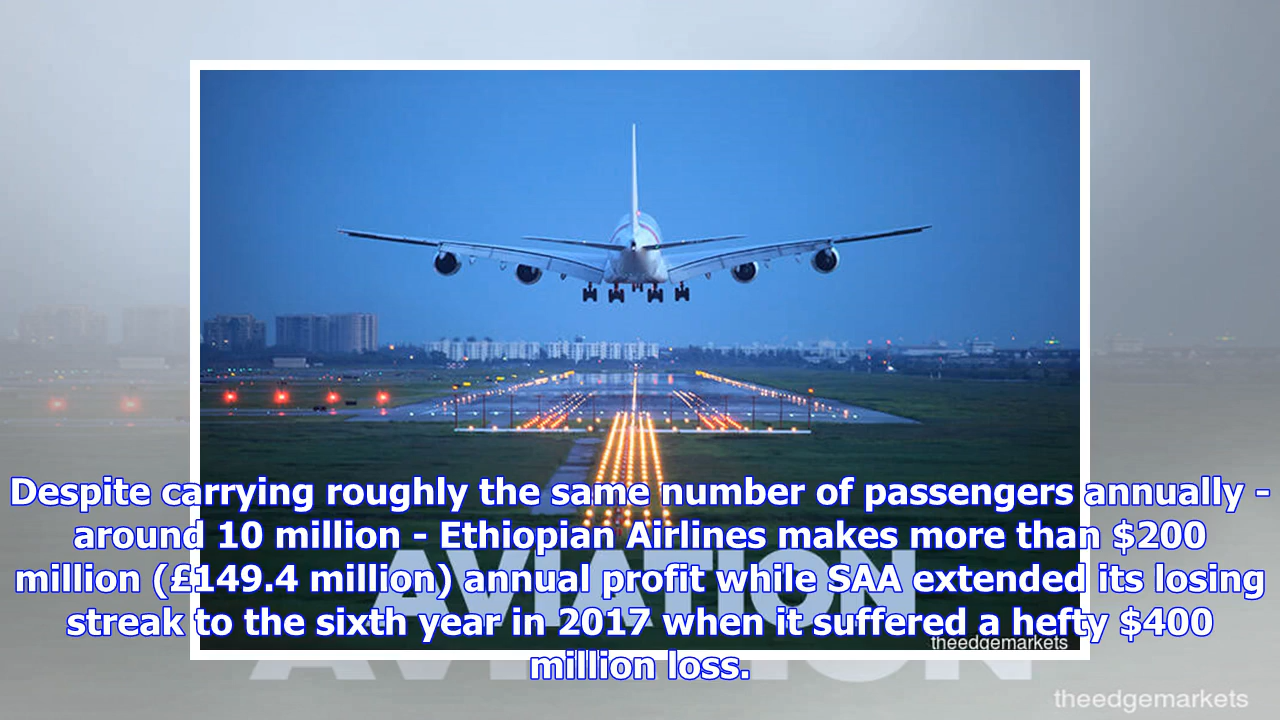 Despite carrying roughly the same number of passengers annually -
around 10 million - Ethiopian Airlines makes more than $200
million (£149.4 million) annual profit while SAA extended its losing
streak to the sixth year in 2017 when it suffered a hefty $400
million loss.
AVIATION
theedgemarkets
AVIATION
theedgemarkets